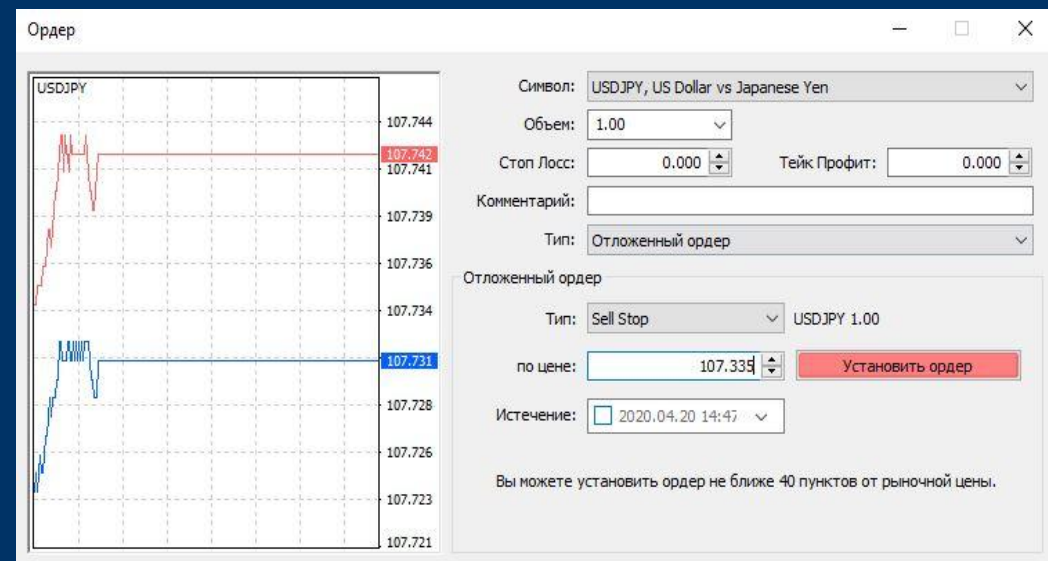 Ордер
USDJPY
107.744
107.742
107.741
107.739
107.736
107.734
107.731
107.728
107.726
107.723
107.721
Символ: USDJPY, US Dollar vs Japanese Yen
Объем: 1.00
Стоп Лосс: 0.000 Тейк Профит: 0.000
Комментарий:
Тип: Отложенный ордер
Отложенный ордер
Тип: Sell Stop USDJPY 1.00
по цене: 107.335 Установить ордер
Истечение: 2020.04.20 14:47
Вы можете установить ордер не ближе 40 пунктов от рыночной цены.